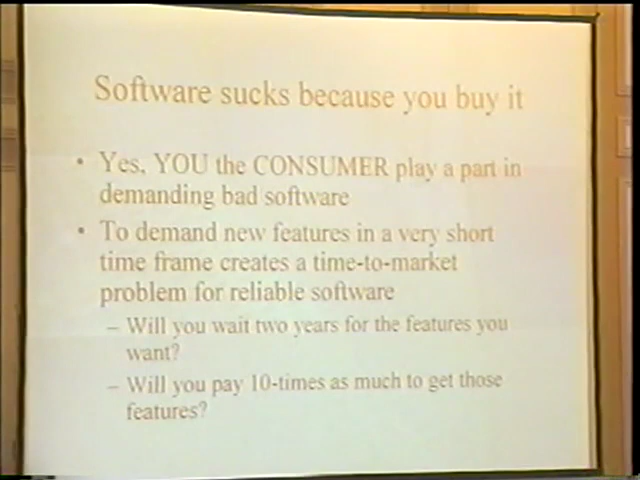 Software sucks because you buy it
• Yes, YOU the CONSUMER play a part in
demanding bad software
• To demand new features in a very short
time frame creates a time-to-market
problem for reliable software
– Will you wait two years for the features you
want?
– Will you pay 10-times as much to get those
features?